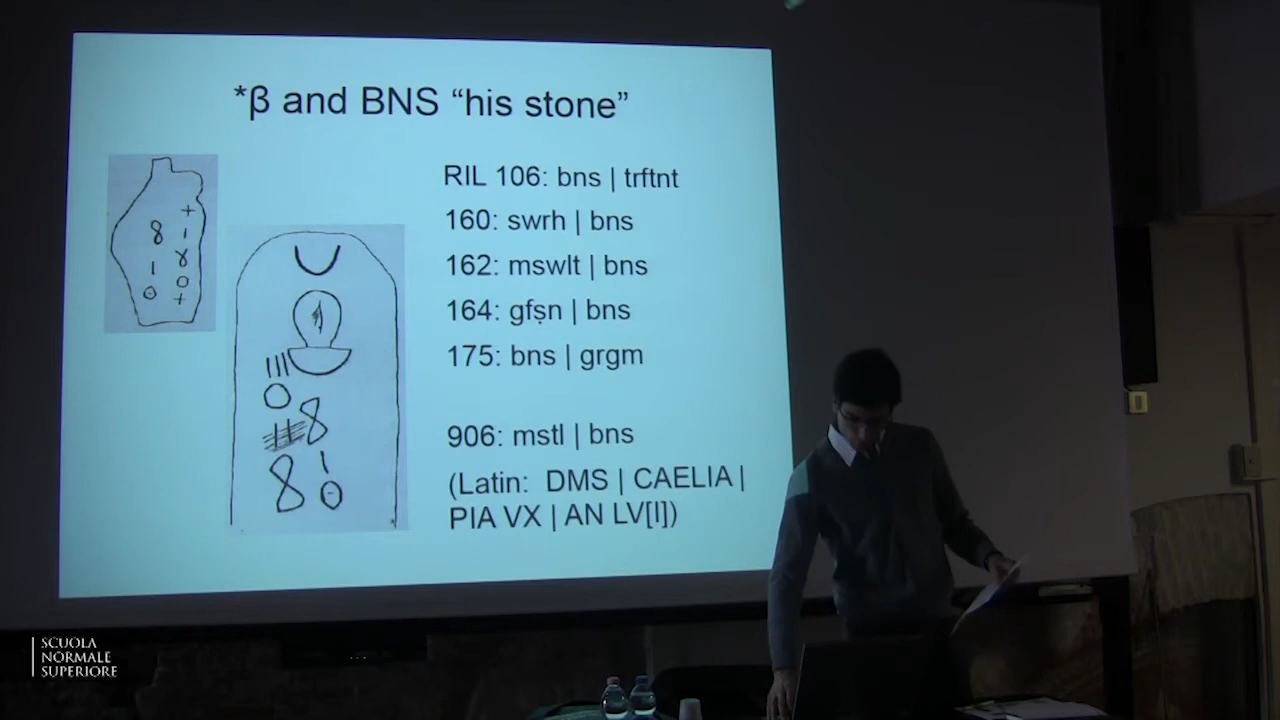 *β and BNS “his stone”
RIL 106: bns | trftnt
160: swrh | bns
162: mswlt | bns
164: gfṣn | bns
175: bns | grgm
906: mstl | bns
(Latin: DMS | CAELIA |
PIA VX | AN LV[I])
SCUOLA
NORMALE
SUPERIORE